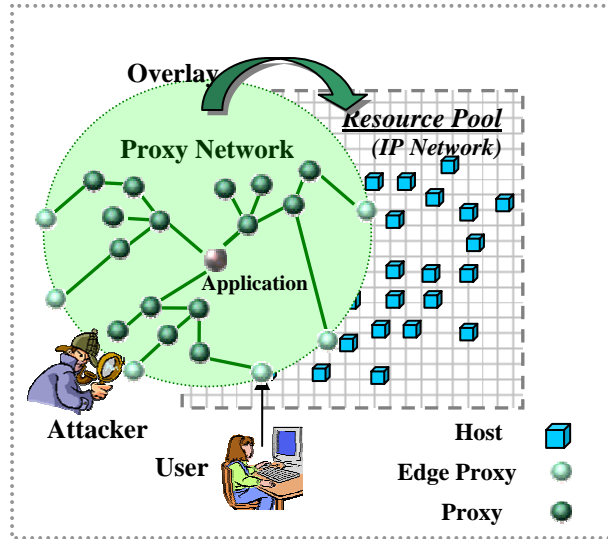 Overlay
Resource Pool
(IP Network)
Proxy Network
Application
Attacker
User
Host
Edge Proxy
Proxy